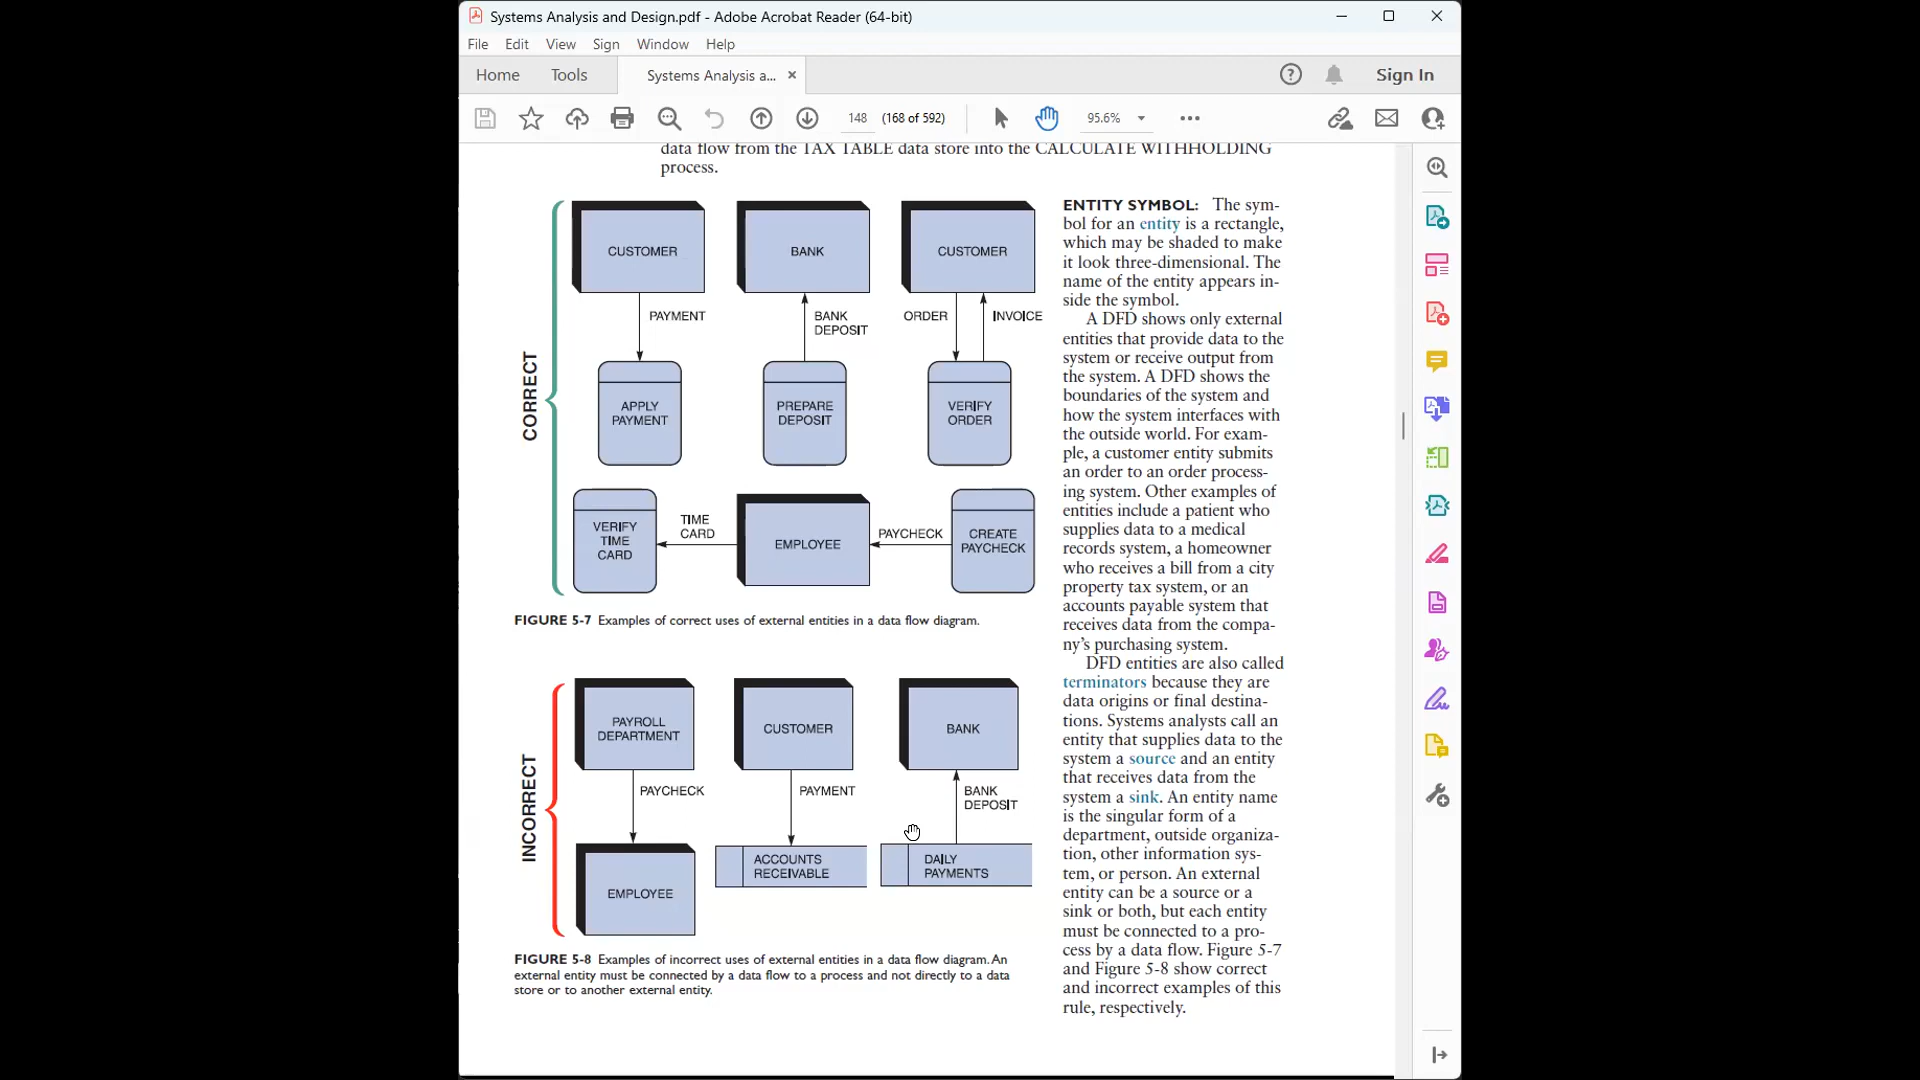 Systems Analysis and Design.pdf - Adobe Acrobat Reader (64-bit)
File Edit View Sign Window Help
Home Tools Systems Analysis a... × Sign In
148 (168 of 592) 95.6%
data flow from the TAX TABLE data store into the CALCULATE WITHHOLDING
process.
CORRECT
CUSTOMER BANK CUSTOMER
PAYMENT BANK DEPOSIT ORDER INVOICE
APPLY PAYMENT PREPARE DEPOSIT VERIFY ORDER
VERIFY TIME CARD TIME CARD EMPLOYEE PAYCHECK CREATE PAYCHECK
FIGURE 5-7 Examples of correct uses of external entities in a data flow diagram.
INCORRECT
PAYROLL DEPARTMENT CUSTOMER BANK
PAYCHECK PAYMENT BANK DEPOSIT
EMPLOYEE ACCOUNTS RECEIVABLE DAILY PAYMENTS
FIGURE 5-8 Examples of incorrect uses of external entities in a data flow diagram. An
external entity must be connected by a data flow to a process and not directly to a data
store or to another external entity.
ENTITY SYMBOL: The sym-
bol for an entity is a rectangle,
which may be shaded to make
it look three-dimensional. The
name of the entity appears in-
side the symbol.
A DFD shows only external
entities that provide data to the
system or receive output from
the system. A DFD shows the
boundaries of the system and
how the system interfaces with
the outside world. For exam-
ple, a customer entity submits
an order to an order process-
ing system. Other examples of
entities include a patient who
supplies data to a medical
records system, a homeowner
who receives a bill from a city
property tax system, or an
accounts payable system that
receives data from the compa-
ny's purchasing system.
DFD entities are also called
terminators because they are
data origins or final destina-
tions. Systems analysts call an
entity that supplies data to the
system a source and an entity
that receives data from the
system a sink. An entity name
is the singular form of a
department, outside organiza-
tion, other information sys-
tem, or person. An external
entity can be a source or a
sink or both, but each entity
must be connected to a pro-
cess by a data flow. Figure 5-7
and Figure 5-8 show correct
and incorrect examples of this
rule, respectively.